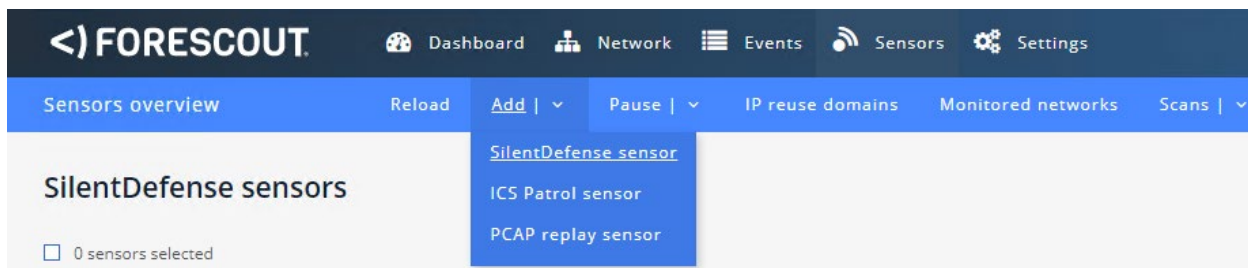 <) FORESCOUT. Dashboard Network Events Sensors Settings
Sensors overview Reload Add | Pause | IP reuse domains Monitored networks Scans |
SilentDefense sensor
SilentDefense sensors
ICS Patrol sensor
PCAP replay sensor
0 sensors selected